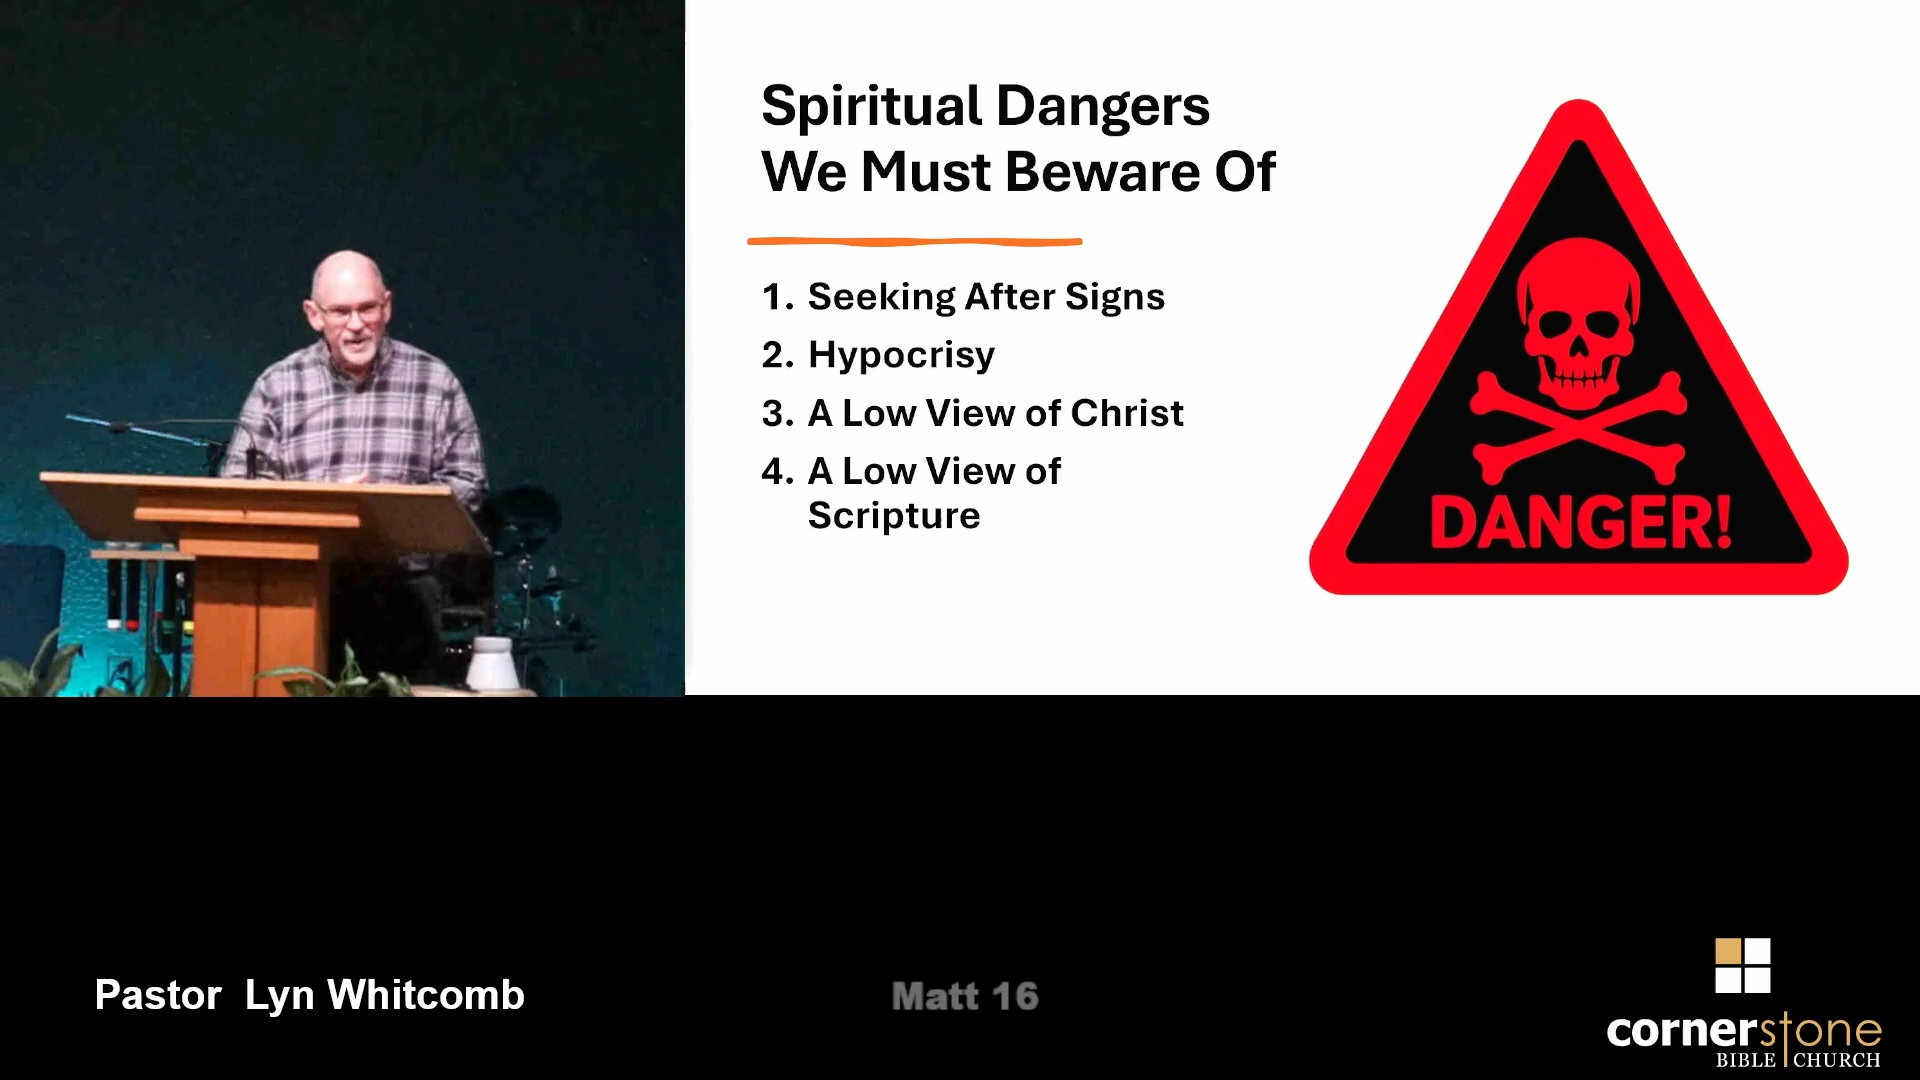 Spiritual Dangers
We Must Beware Of
1. Seeking After Signs
2. Hypocrisy
3. A Low View of Christ
4. A Low View of
Scripture
DANGER!
Pastor Lyn Whitcomb
Matt 16
cornerstone
BIBLE CHURCH